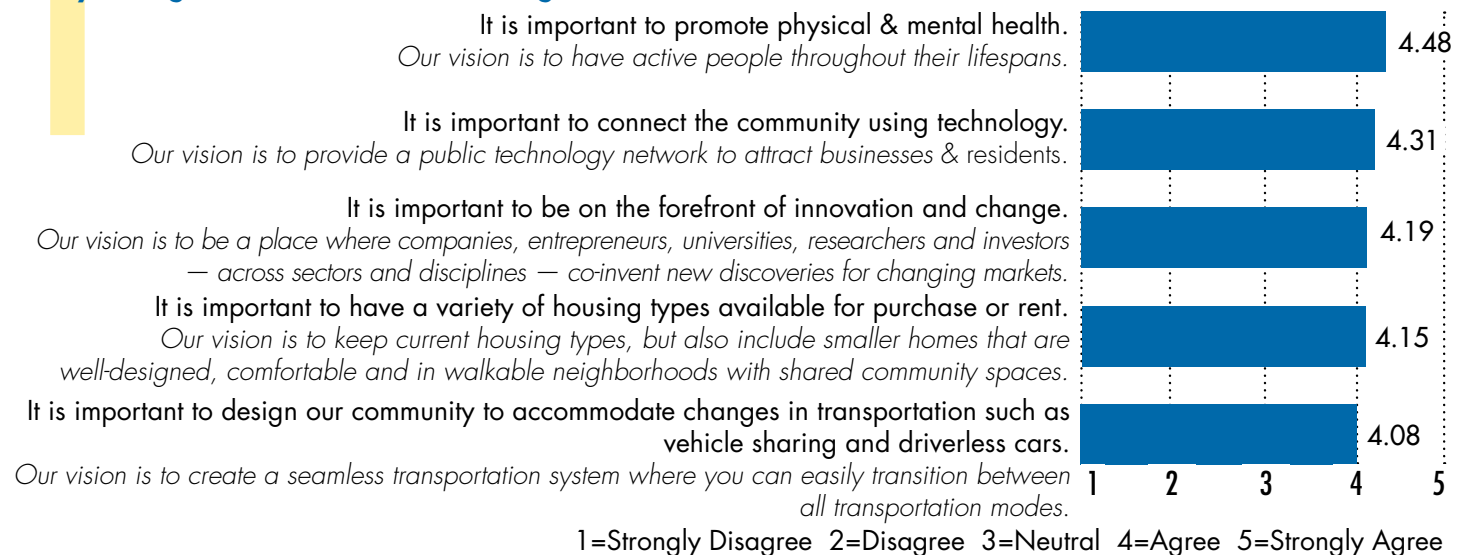 It is important to promote physical & mental health.
Our vision is to have active people throughout their lifespans.
4.48
It is important to connect the community using technology.
Our vision is to provide a public technology network to attract businesses & residents.
4.31
It is important to be on the forefront of innovation and change.
Our vision is to be a place where companies, entrepreneurs, universities, researchers and investors
— across sectors and disciplines — co-invent new discoveries for changing markets.
4.19
It is important to have a variety of housing types available for purchase or rent.
Our vision is to keep current housing types, but also include smaller homes that are
well-designed, comfortable and in walkable neighborhoods with shared community spaces.
4.15
It is important to design our community to accommodate changes in transportation such as
vehicle sharing and driverless cars.
Our vision is to create a seamless transportation system where you can easily transition between
all transportation modes.
4.08
1 2 3 4 5
1=Strongly Disagree 2=Disagree 3=Neutral 4=Agree 5=Strongly Agree